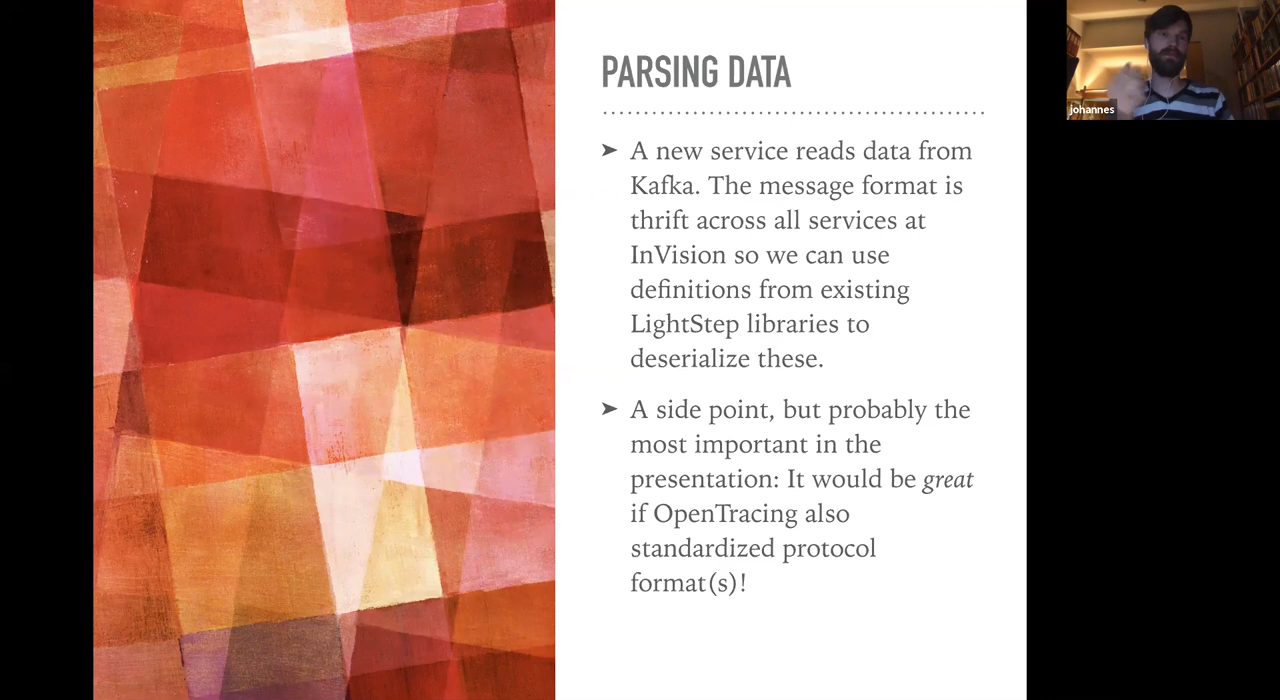 PARSING DATA
➤ A new service reads data from
Kafka. The message format is
thrift across all services at
InVision so we can use
definitions from existing
LightStep libraries to
deserialize these.
➤ A side point, but probably the
most important in the
presentation: It would be great
if OpenTracing also
standardized protocol
format(s)!
johannes